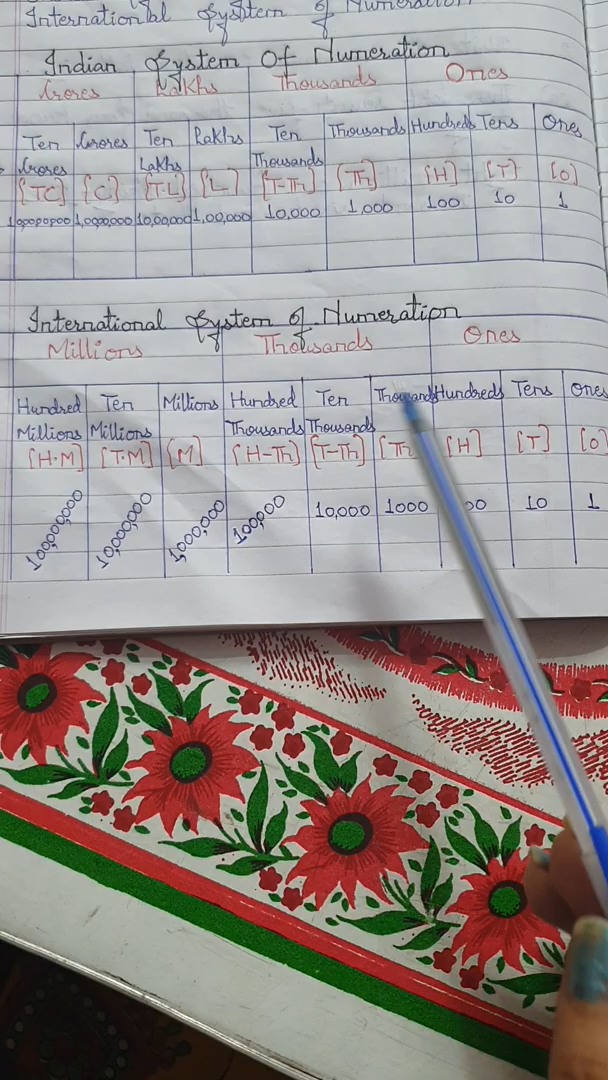 International System of Numeration
Indian System Of Numeration
Crores Lakhs Thousands Ones
Ten Crores Ten Lakhs Ten Thousands Hundreds Tens Ones
Crores Lakhs Thousands
[TC] [C] [T-L] [L] [T-Th] [Th] [H] [T] [O]
10,00,00,000 1,00,00,000 10,00,000 1,00,000 10,000 1,000 100 10 1
International System of Numeration
Millions Thousands Ones
Hundred Ten Millions Hundred Ten Thousands Hundreds Tens Ones
Millions Millions Thousands Thousands
[H.M] [T.M] [M] [H-Th] [T-Th] [Th [H] [T] [O]
100,000,000 10,000,000 1,000,000 10,000 1000 00 10 1